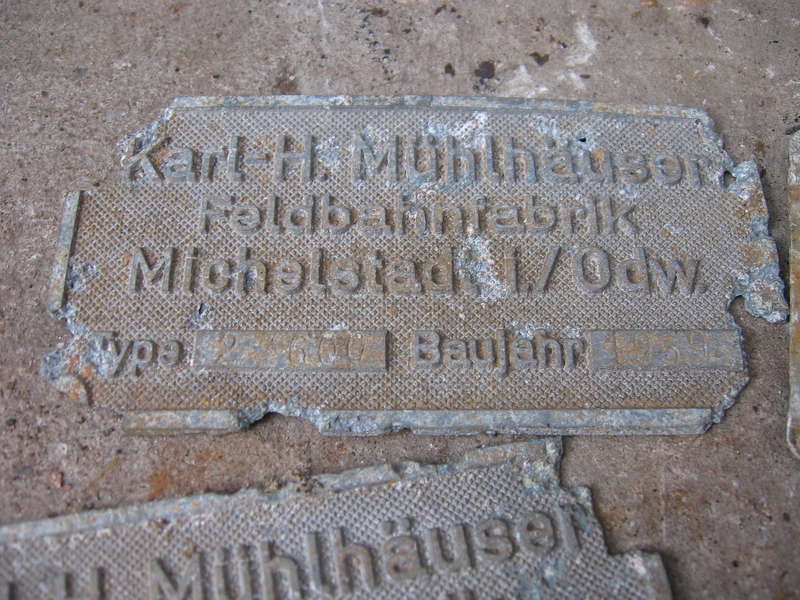 Karl-H. Mühlhäuser
Feldbahnfabrik
Michelstadt i./Odw.
Type Baujahr
H. Mühlhäuser